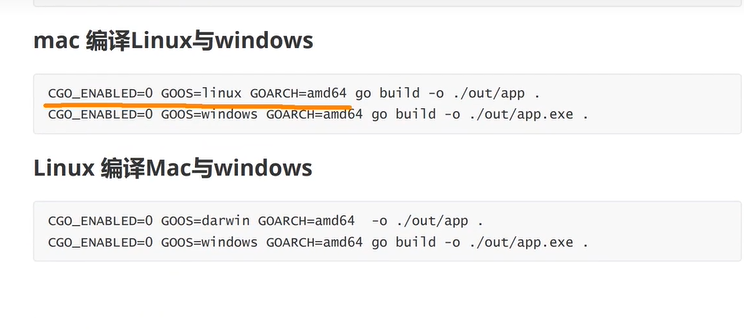 mac 编译Linux与windows
CGO_ENABLED=0 GOOS=linux GOARCH=amd64 go build -o ./out/app .
CGO_ENABLED=0 GOOS=windows GOARCH=amd64 go build -o ./out/app.exe .
Linux 编译Mac与windows
CGO_ENABLED=0 GOOS=darwin GOARCH=amd64  -o ./out/app .
CGO_ENABLED=0 GOOS=windows GOARCH=amd64 go build -o ./out/app.exe .